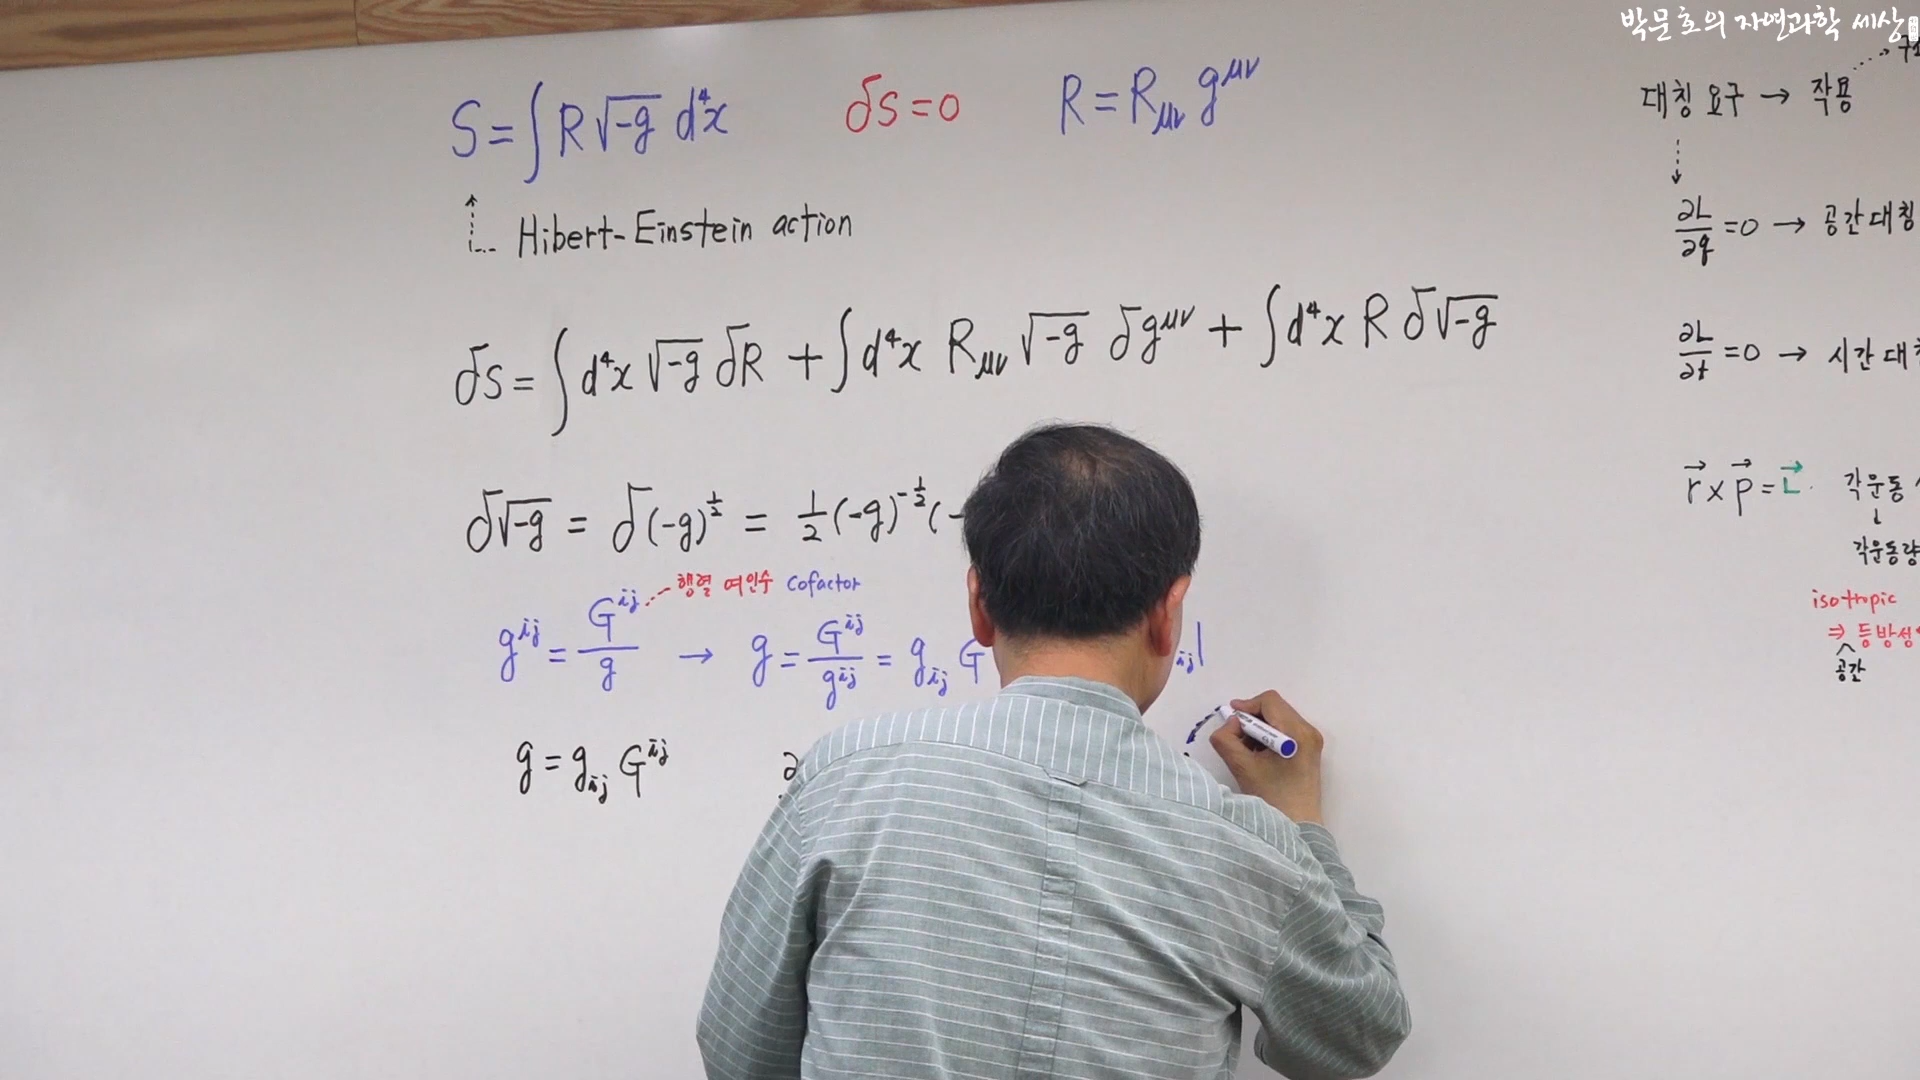 박문호의 자연과학 세상
S = ∫ R √-g d⁴x δS = 0 R = R_μν g^μν
Hibert-Einstein action
δS = ∫ d⁴x √-g δR + ∫ d⁴x R_μν √-g δg^μν + ∫ d⁴x R δ√-g
δ√-g = δ(-g)^½ = ½ (-g)^-½ (-
행렬 여인수 Cofactor
g^ij = G^ij / g → g = G^ij / g^ij = g_ij G
ij|
g = g_ij G^ij
대칭 요구 → 작용
∂L/∂q = 0 → 공간 대칭
∂L/∂t = 0 → 시간 대칭
r⃗ × p⃗ = L⃗ 각운동
각운동량
isotropic
⇒ 등방성
공간